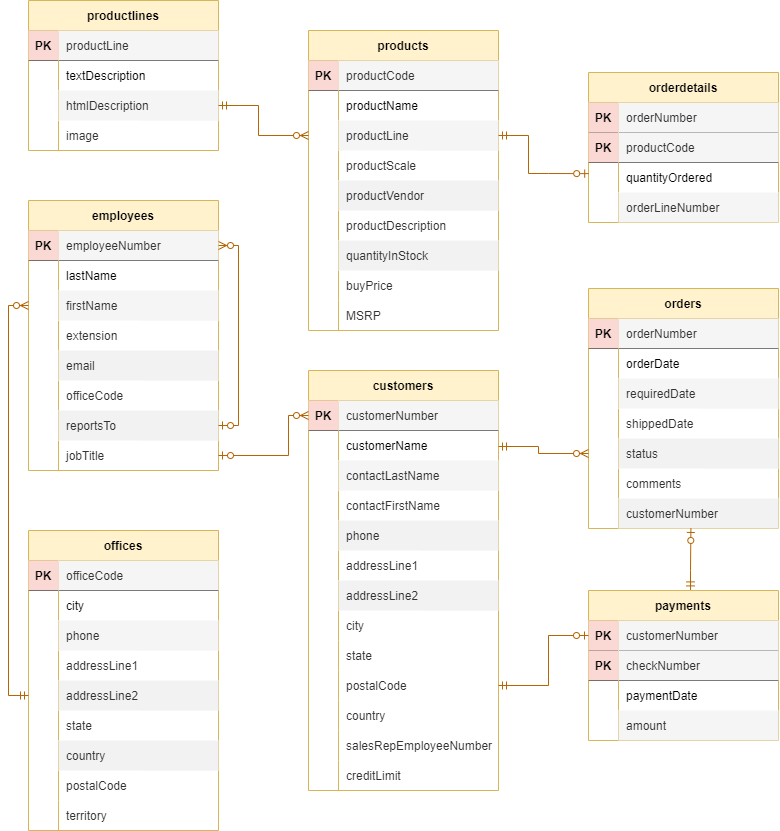 productlines
PK productLine
textDescription
htmlDescription
image
products
PK productCode
productName
productLine
productScale
productVendor
productDescription
quantityInStock
buyPrice
MSRP
orderdetails
PK orderNumber
PK productCode
quantityOrdered
orderLineNumber
employees
PK employeeNumber
lastName
firstName
extension
email
officeCode
reportsTo
jobTitle
customers
PK customerNumber
customerName
contactLastName
contactFirstName
phone
addressLine1
addressLine2
city
state
postalCode
country
salesRepEmployeeNumber
creditLimit
orders
PK orderNumber
orderDate
requiredDate
shippedDate
status
comments
customerNumber
offices
PK officeCode
city
phone
addressLine1
addressLine2
state
country
postalCode
territory
payments
PK customerNumber
PK checkNumber
paymentDate
amount